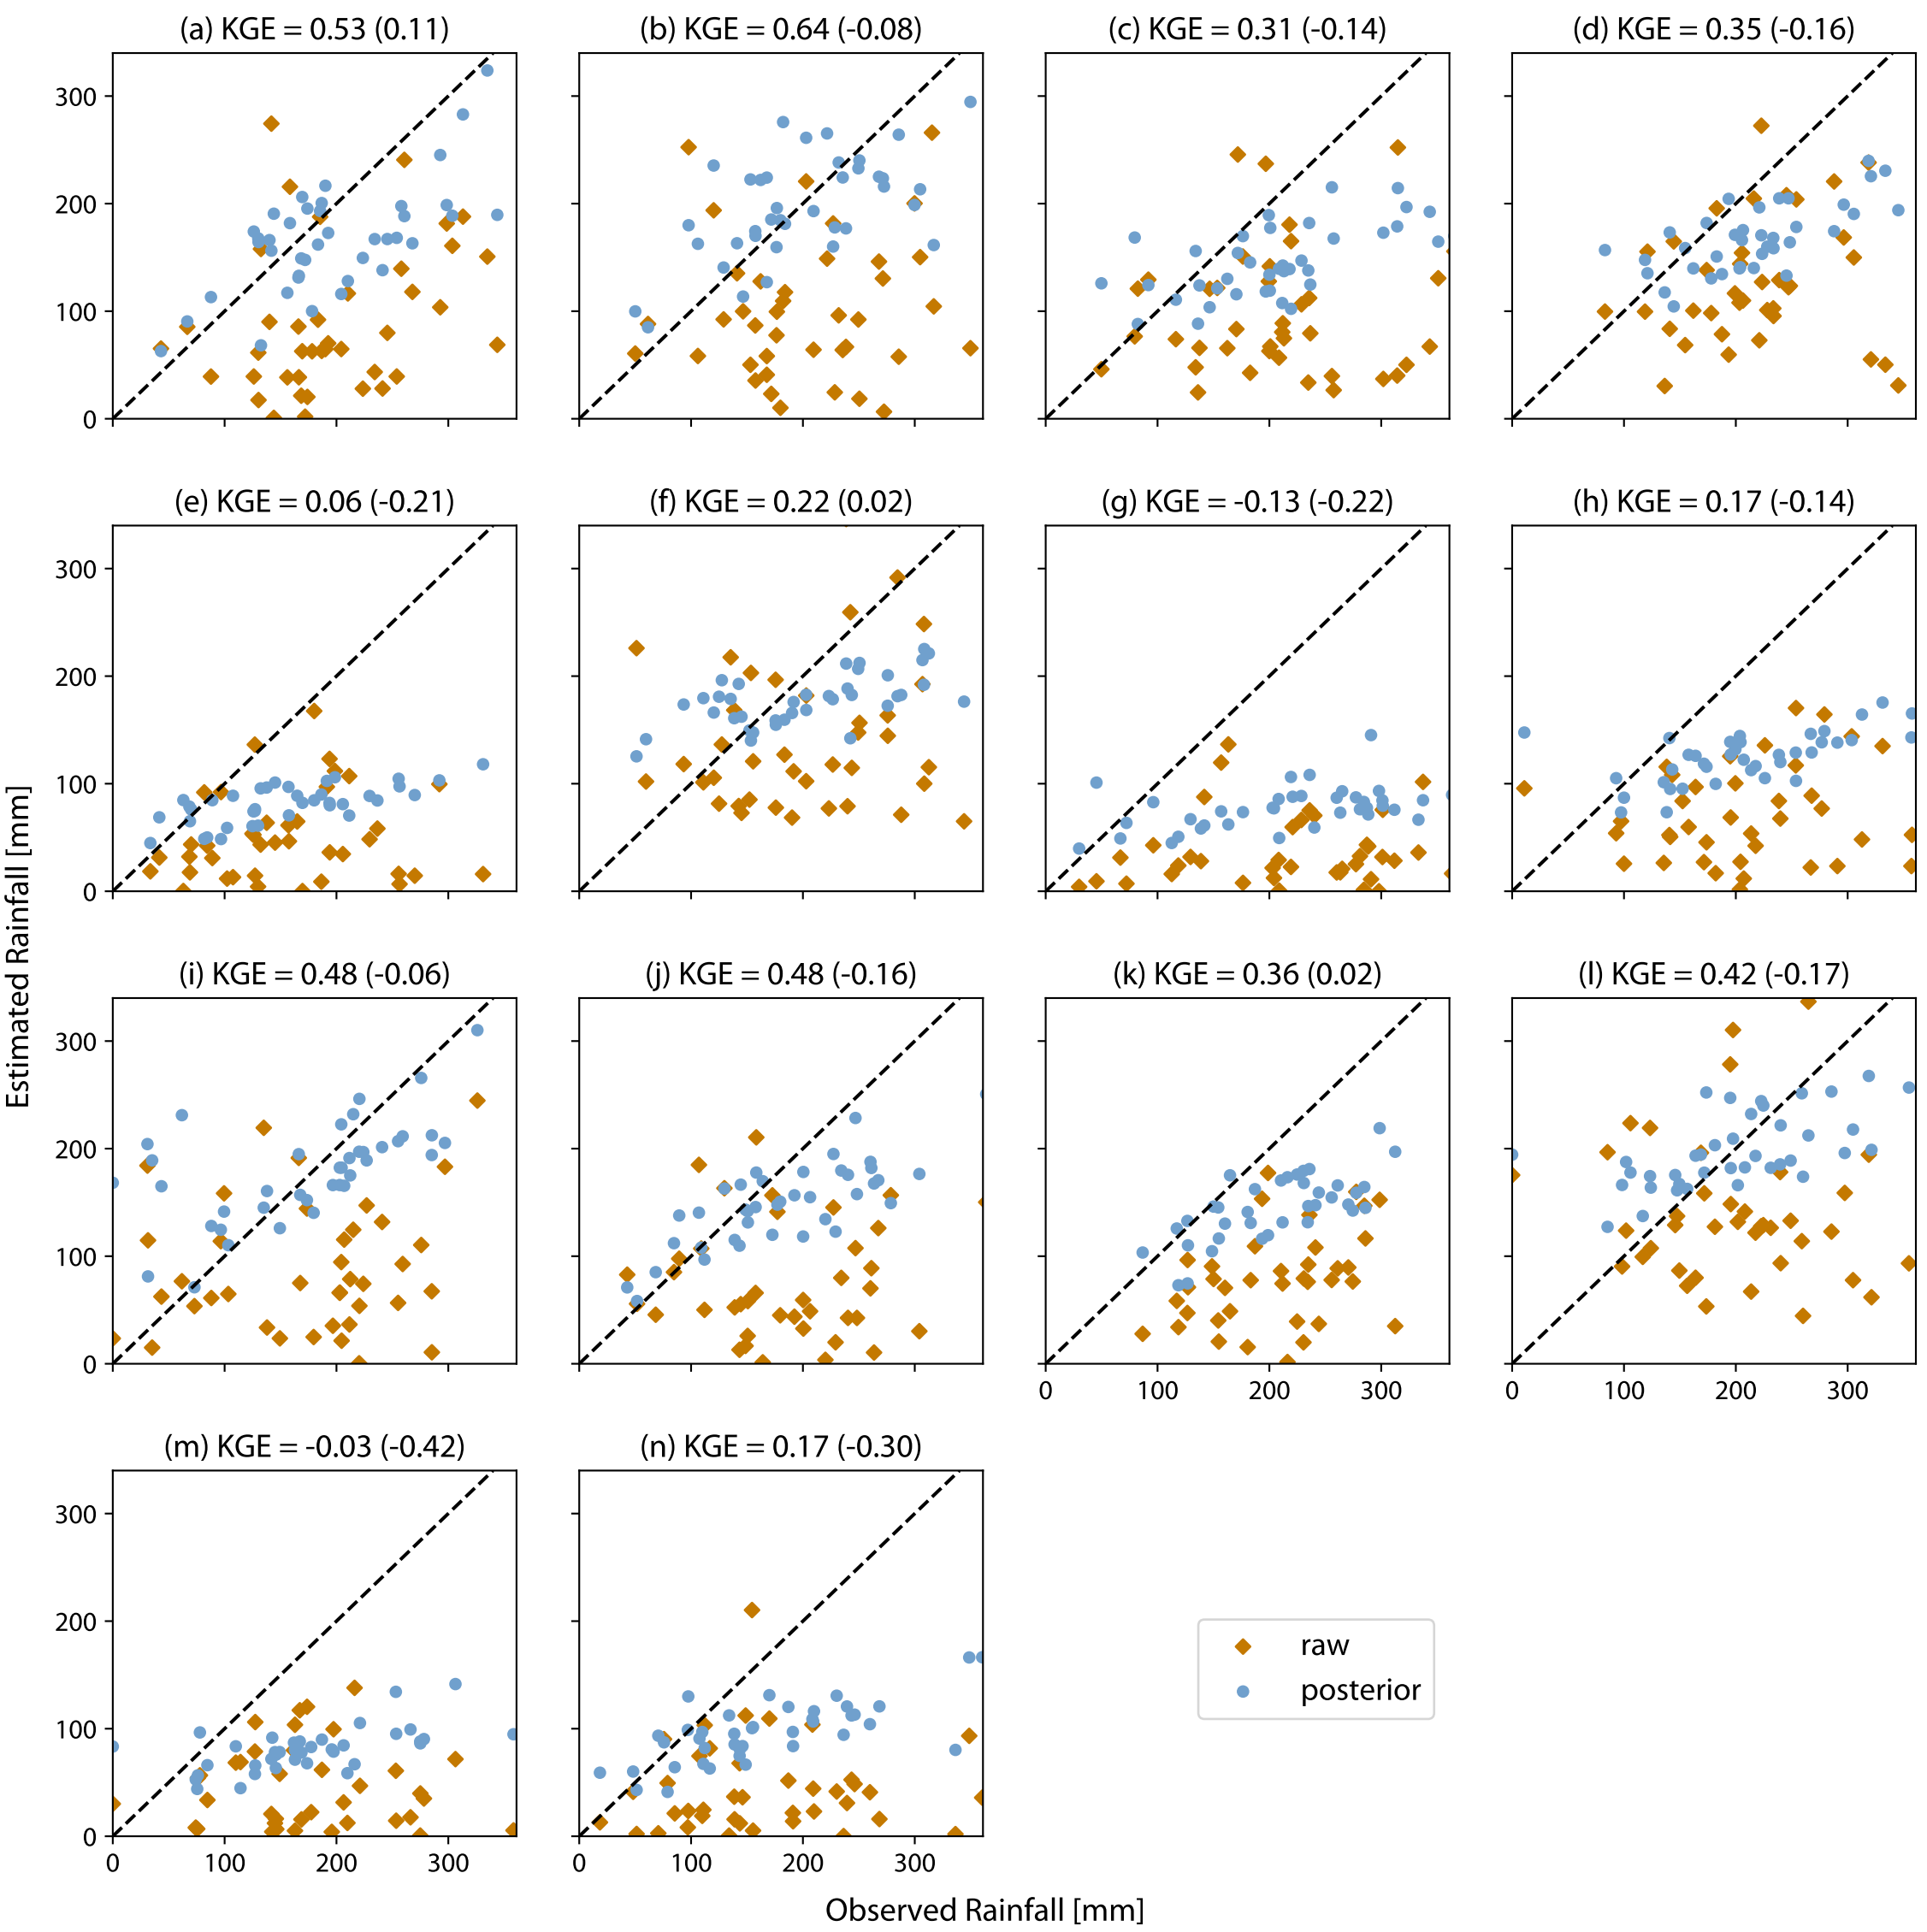 (a) KGE = 0.53 (0.11)
(b) KGE = 0.64 (-0.08)
(c) KGE = 0.31 (-0.14)
(d) KGE = 0.35 (-0.16)
300
200
100
0
(e) KGE = 0.06 (-0.21)
(f) KGE = 0.22 (0.02)
(g) KGE = -0.13 (-0.22)
(h) KGE = 0.17 (-0.14)
300
200
100
0
Estimated Rainfall [mm]
(i) KGE = 0.48 (-0.06)
(j) KGE = 0.48 (-0.16)
(k) KGE = 0.36 (0.02)
(l) KGE = 0.42 (-0.17)
300
200
100
0
0 100 200 300
0 100 200 300
(m) KGE = -0.03 (-0.42)
(n) KGE = 0.17 (-0.30)
300
200
100
0
0 100 200 300
0 100 200 300
raw
posterior
Observed Rainfall [mm]